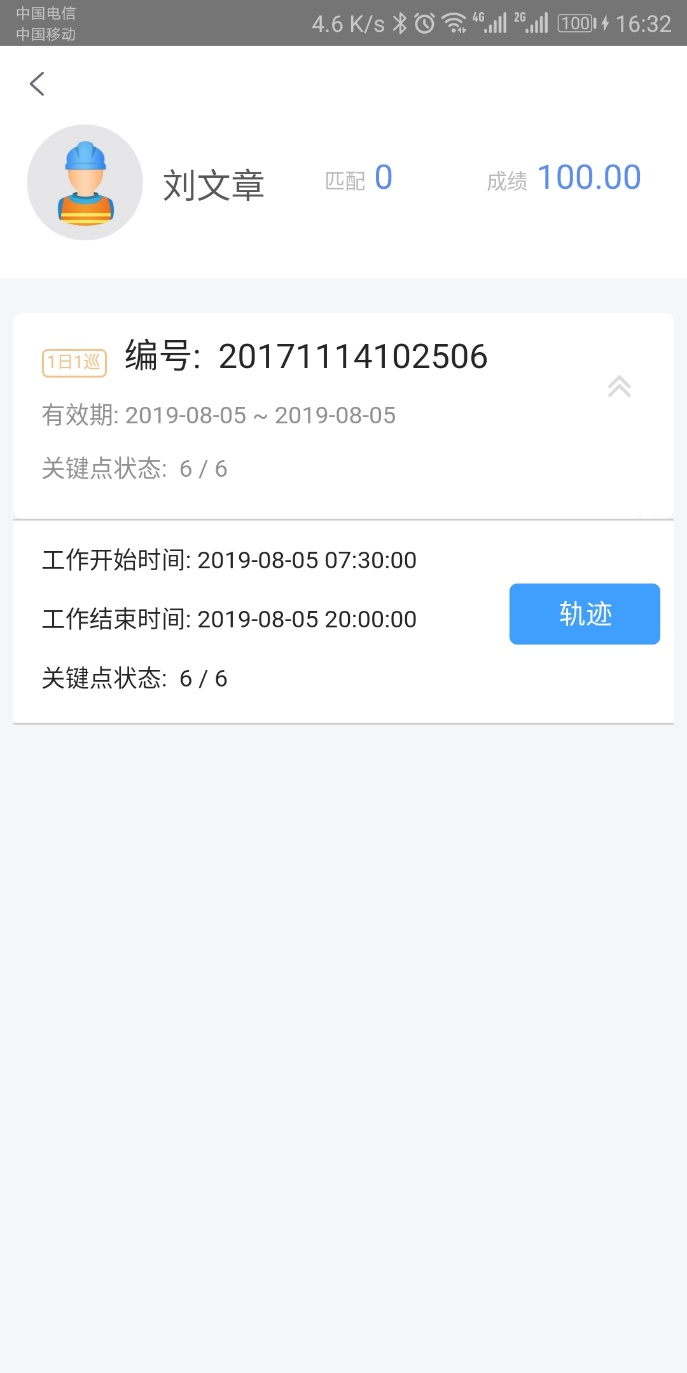 中国电信
中国移动
4.6 K/s 4G 2G 100 16:32
刘文章 匹配 0 成绩 100.00
1日1巡 编号: 20171114102506
有效期: 2019-08-05 ~ 2019-08-05
关键点状态: 6 / 6
工作开始时间: 2019-08-05 07:30:00
工作结束时间: 2019-08-05 20:00:00
轨迹
关键点状态: 6 / 6